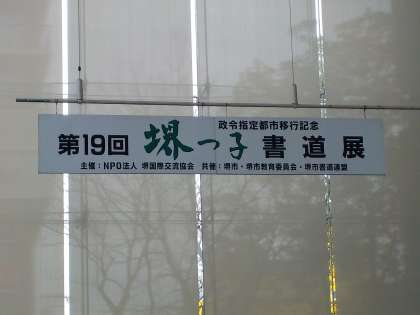 政令指定都市移行記念
第19回 堺っ子 書道展
主催：NPO法人 堺国際交流協会 共催：堺市・堺市教育委員会・堺市書道連盟